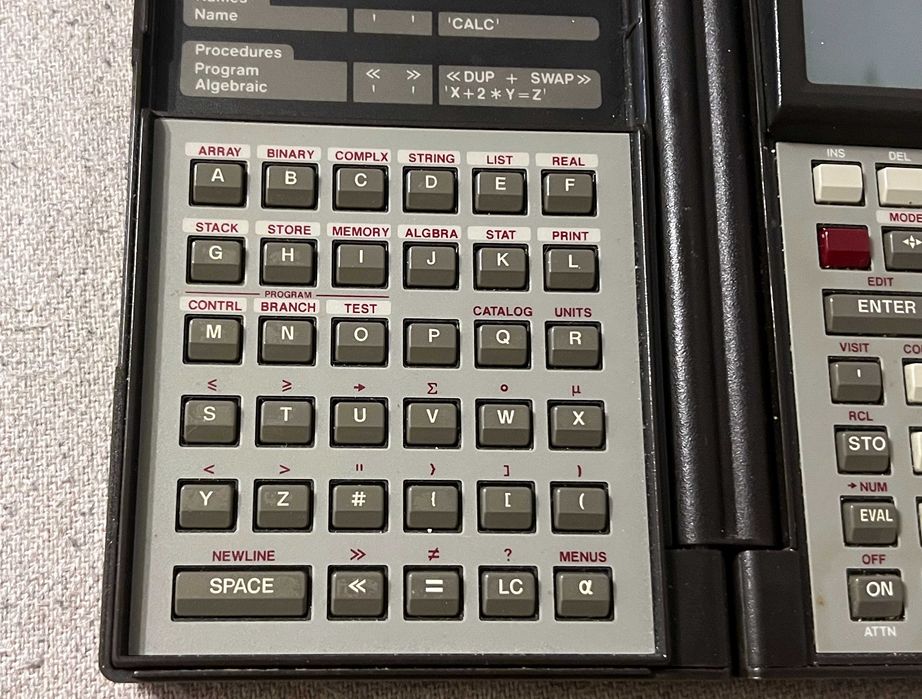 Name ' ' 'CALC'
Procedures
Program « » «DUP + SWAP»
Algebraic ' ' 'X+2*Y=Z'
ARRAY BINARY COMPLX STRING LIST REAL
A B C D E F
STACK STORE MEMORY ALGBRA STAT PRINT
G H I J K L
PROGRAM
CONTRL BRANCH TEST CATALOG UNITS
M N O P Q R
≤ ≥ → Σ ° μ
S T U V W X
< > " } ] )
Y Z # { [ (
NEWLINE » ≠ ? MENUS
SPACE « = LC α
INS DEL
EDIT
ENTER
VISIT
'
RCL
STO
→NUM
EVAL
OFF
ON
ATTN